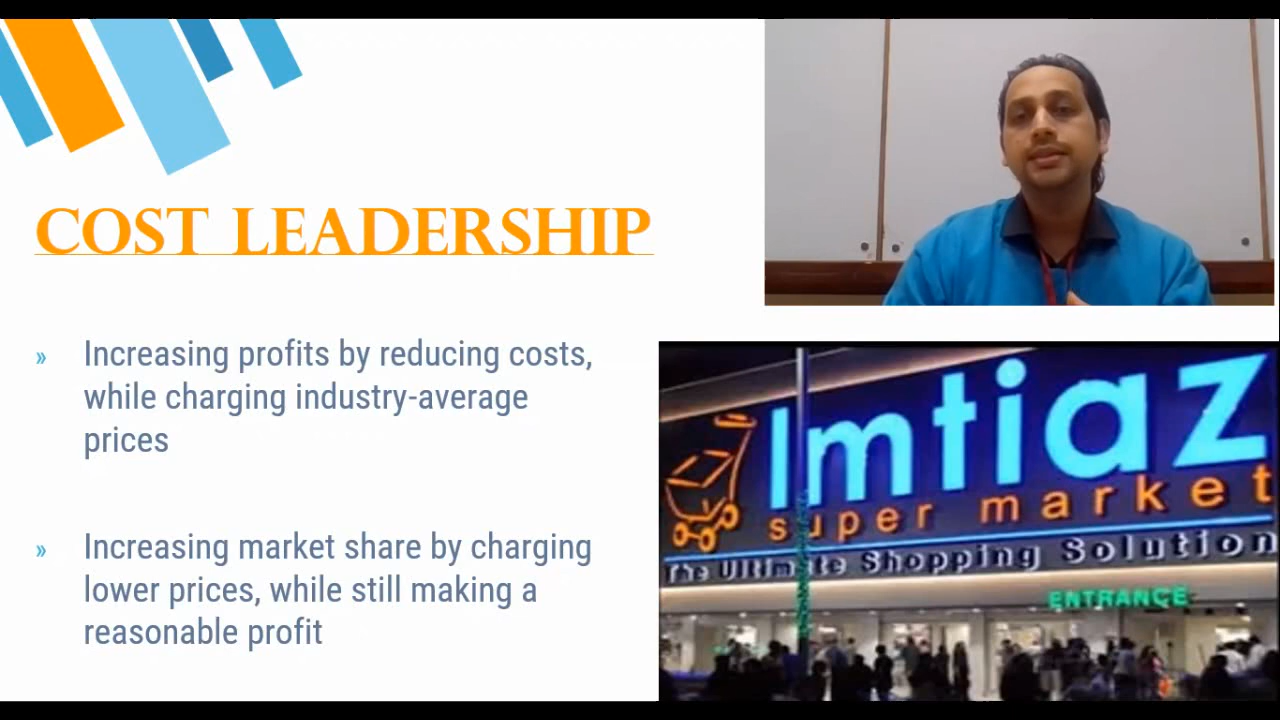 COST LEADERSHIP
» Increasing profits by reducing costs,
while charging industry-average
prices
» Increasing market share by charging
lower prices, while still making a
reasonable profit
Imtiaz
super market
The Ultimate Shopping Solution
ENTRANCE